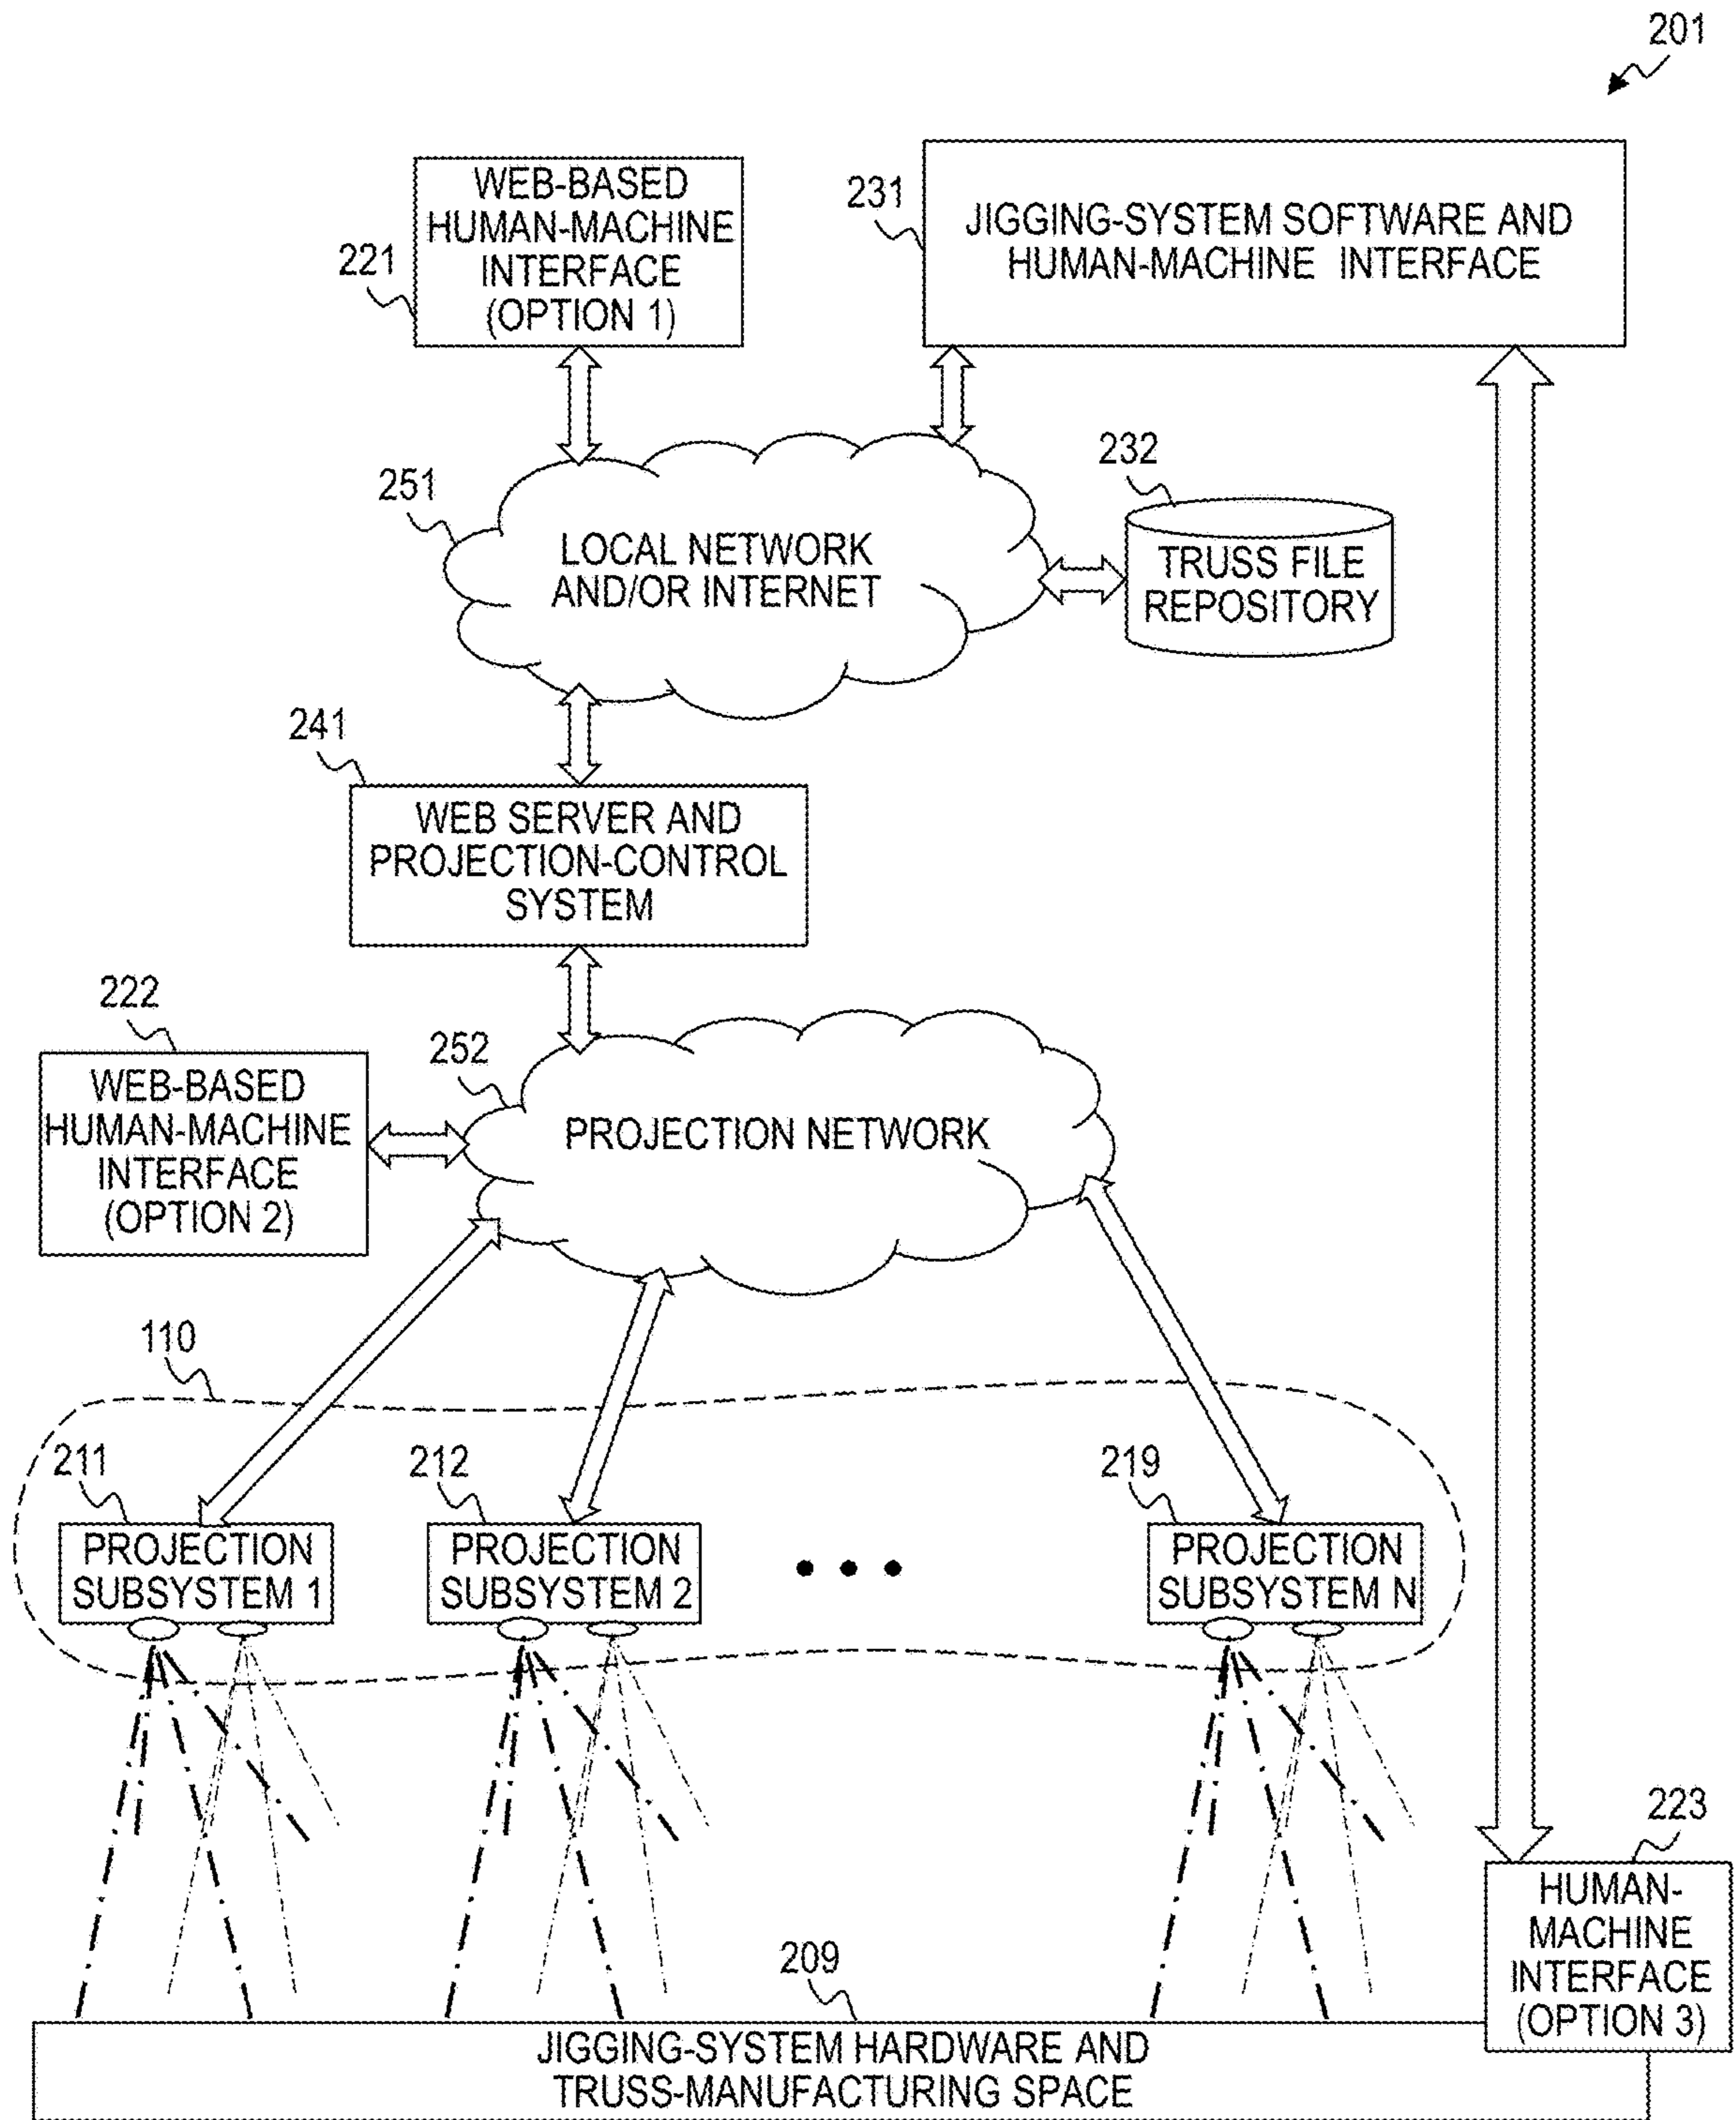 201
WEB-BASED
HUMAN-MACHINE
INTERFACE
(OPTION 1)
221
231
JIGGING-SYSTEM SOFTWARE AND
HUMAN-MACHINE INTERFACE
251
LOCAL NETWORK
AND/OR INTERNET
232
TRUSS FILE
REPOSITORY
241
WEB SERVER AND
PROJECTION-CONTROL
SYSTEM
222
WEB-BASED
HUMAN-MACHINE
INTERFACE
(OPTION 2)
252
PROJECTION NETWORK
110
211
PROJECTION
SUBSYSTEM 1
212
PROJECTION
SUBSYSTEM 2
219
PROJECTION
SUBSYSTEM N
223
HUMAN-
MACHINE
INTERFACE
(OPTION 3)
209
JIGGING-SYSTEM HARDWARE AND
TRUSS-MANUFACTURING SPACE